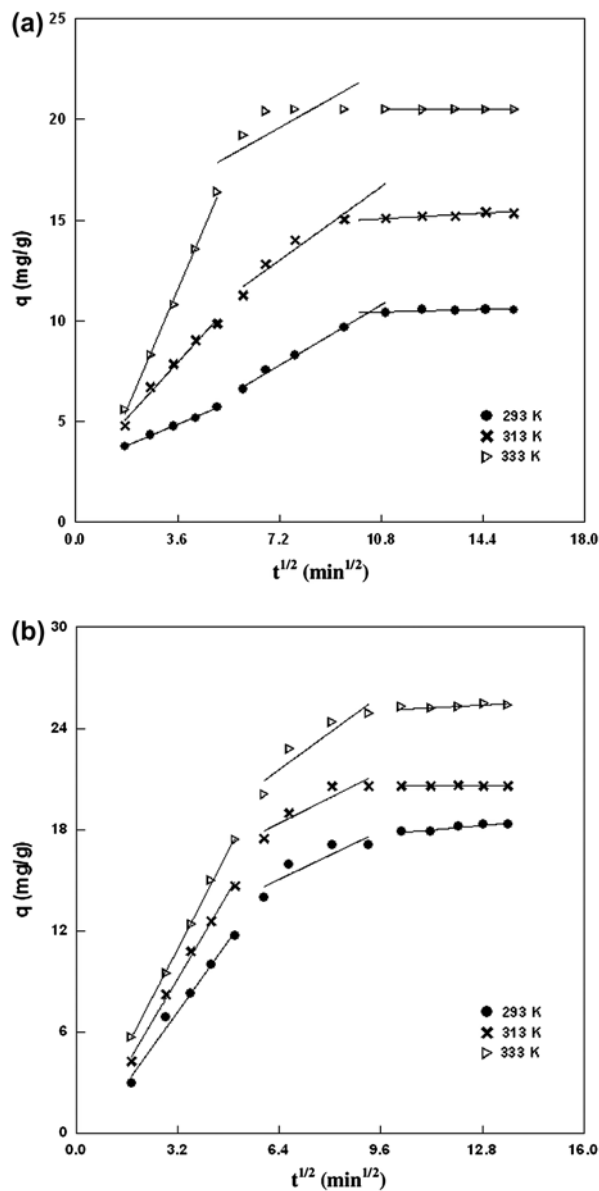 (a)
25
20
15
10
5
0
q (mg/g)
293 K
313 K
333 K
0.0 3.6 7.2 10.8 14.4 18.0
t1/2 (min1/2)
(b)
30
24
18
12
6
0
q (mg/g)
293 K
313 K
333 K
0.0 3.2 6.4 9.6 12.8 16.0
t1/2 (min1/2)